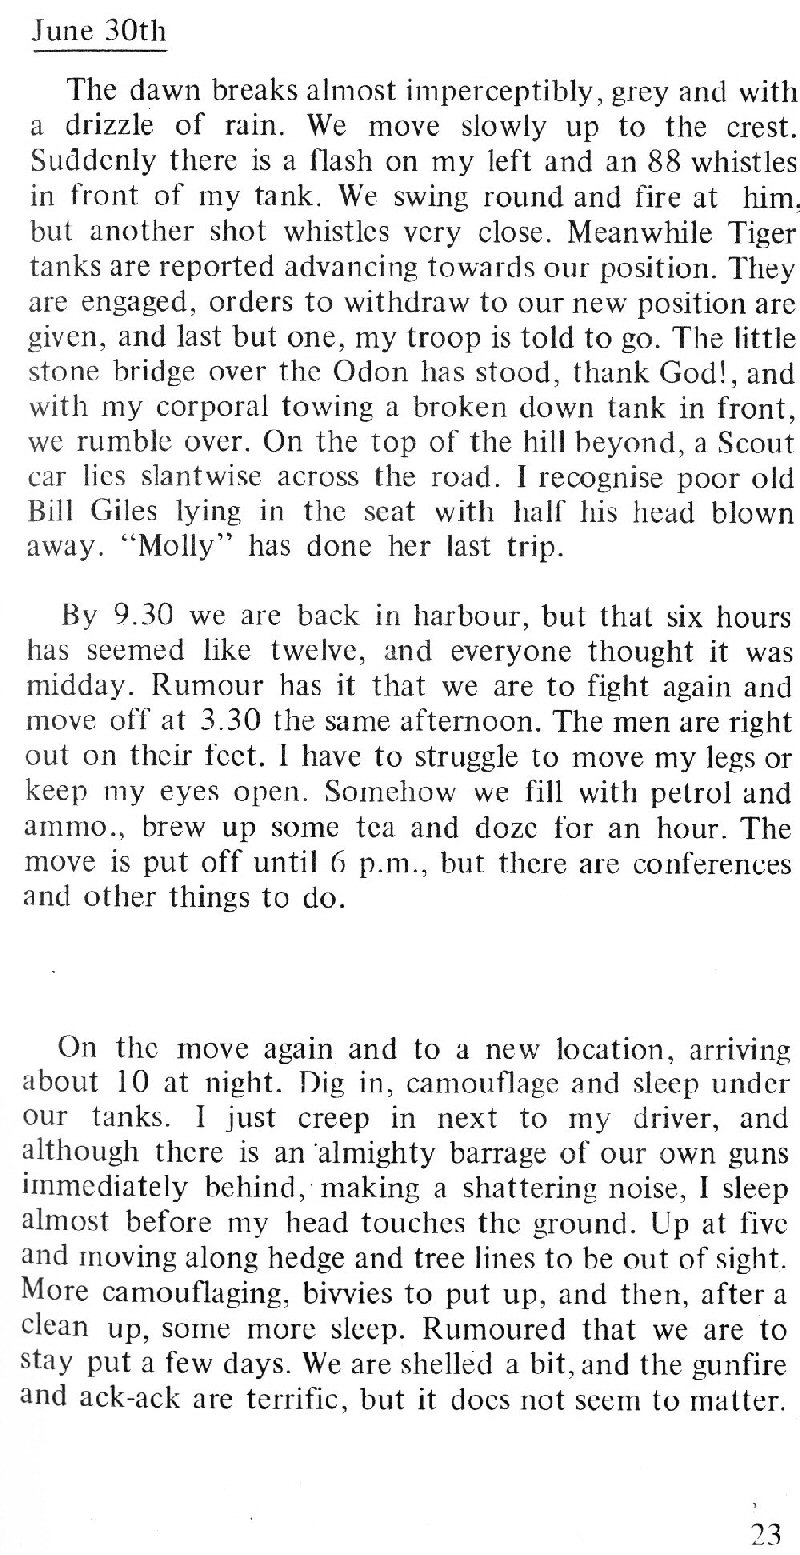 June 30th
The dawn breaks almost imperceptibly, grey and with
a drizzle of rain. We move slowly up to the crest.
Suddenly there is a flash on my left and an 88 whistles
in front of my tank. We swing round and fire at him,
but another shot whistles very close. Meanwhile Tiger
tanks are reported advancing towards our position. They
are engaged, orders to withdraw to our new position are
given, and last but one, my troop is told to go. The little
stone bridge over the Odon has stood, thank God!, and
with my corporal towing a broken down tank in front,
we rumble over. On the top of the hill beyond, a Scout
car lies slantwise across the road. I recognise poor old
Bill Giles lying in the seat with half his head blown
away. “Molly” has done her last trip.
By 9.30 we are back in harbour, but that six hours
has seemed like twelve, and everyone thought it was
midday. Rumour has it that we are to fight again and
move off at 3.30 the same afternoon. The men are right
out on their feet. I have to struggle to move my legs or
keep my eyes open. Somehow we fill with petrol and
ammo., brew up some tea and doze for an hour. The
move is put off until 6 p.m., but there are conferences
and other things to do.
On the move again and to a new location, arriving
about 10 at night. Dig in, camouflage and sleep under
our tanks. I just creep in next to my driver, and
although there is an almighty barrage of our own guns
immediately behind, making a shattering noise, I sleep
almost before my head touches the ground. Up at five
and moving along hedge and tree lines to be out of sight.
More camouflaging, bivvies to put up, and then, after a
clean up, some more sleep. Rumoured that we are to
stay put a few days. We are shelled a bit, and the gunfire
and ack-ack are terrific, but it does not seem to matter.
23